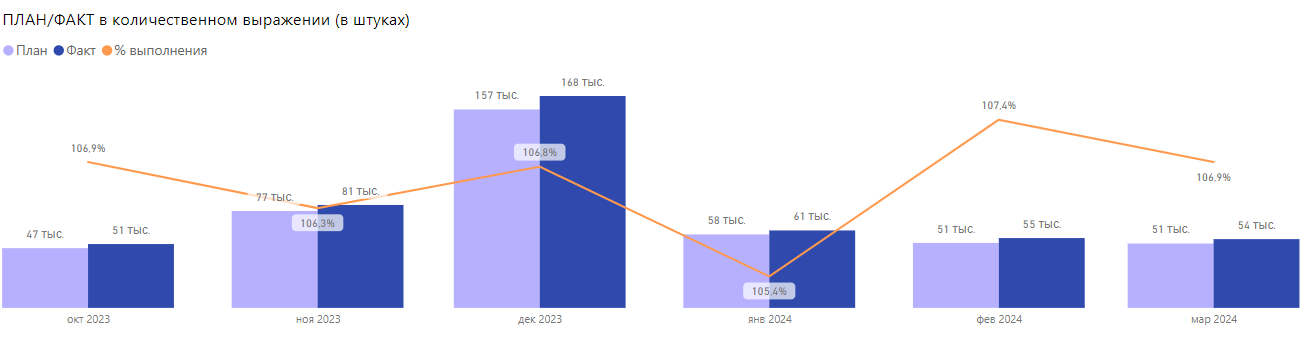 ПЛАН/ФАКТ в количественном выражении (в штуках)
План Факт % выполнения
47 тыс.
51 тыс.
106,9%
77 тыс.
81 тыс.
106,3%
157 тыс.
168 тыс.
106,8%
58 тыс.
61 тыс.
105,4%
51 тыс.
55 тыс.
107,4%
51 тыс.
54 тыс.
106,9%
окт 2023
ноя 2023
дек 2023
янв 2024
фев 2024
мар 2024